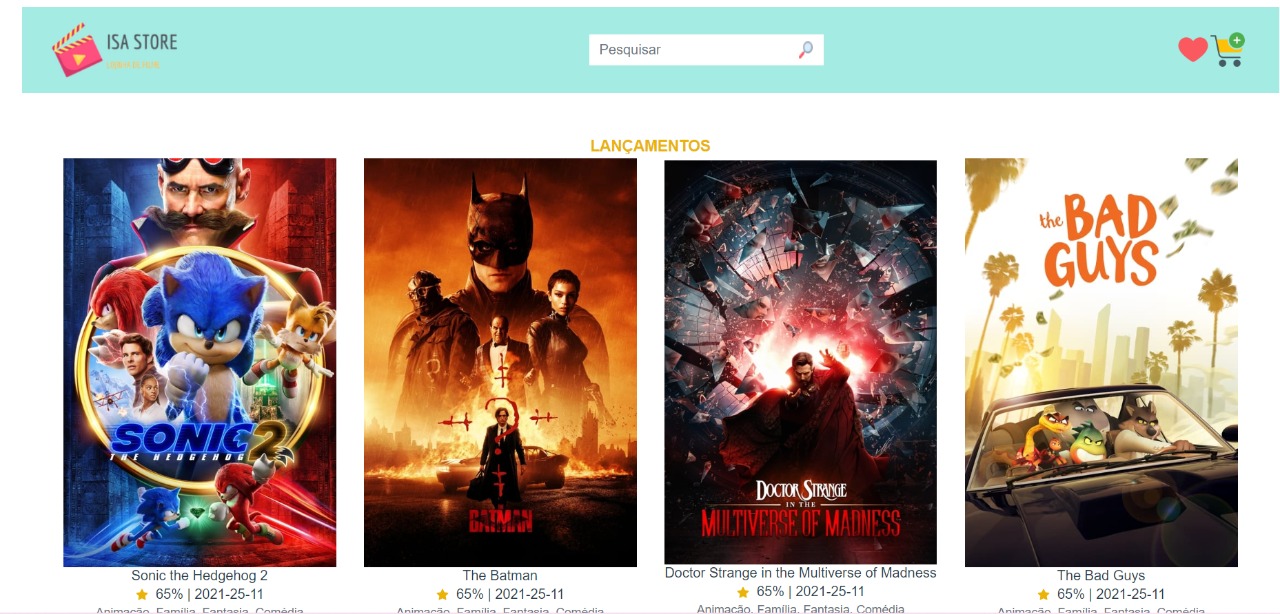 ISA STORE
Pesquisar
LANÇAMENTOS
SONIC 2
THE HEDGEHOG
BATMAN
DOCTOR STRANGE
IN THE
MULTIVERSE OF MADNESS
the BAD
GUYS
Sonic the Hedgehog 2
The Batman
Doctor Strange in the Multiverse of Madness
The Bad Guys
65% | 2021-25-11
65% | 2021-25-11
65% | 2021-25-11
65% | 2021-25-11
Animação, Família, Fantasia, Comédia
Animação, Família, Fantasia, Comédia
Animação, Família, Fantasia, Comédia
Animação, Família, Fantasia, Comédia